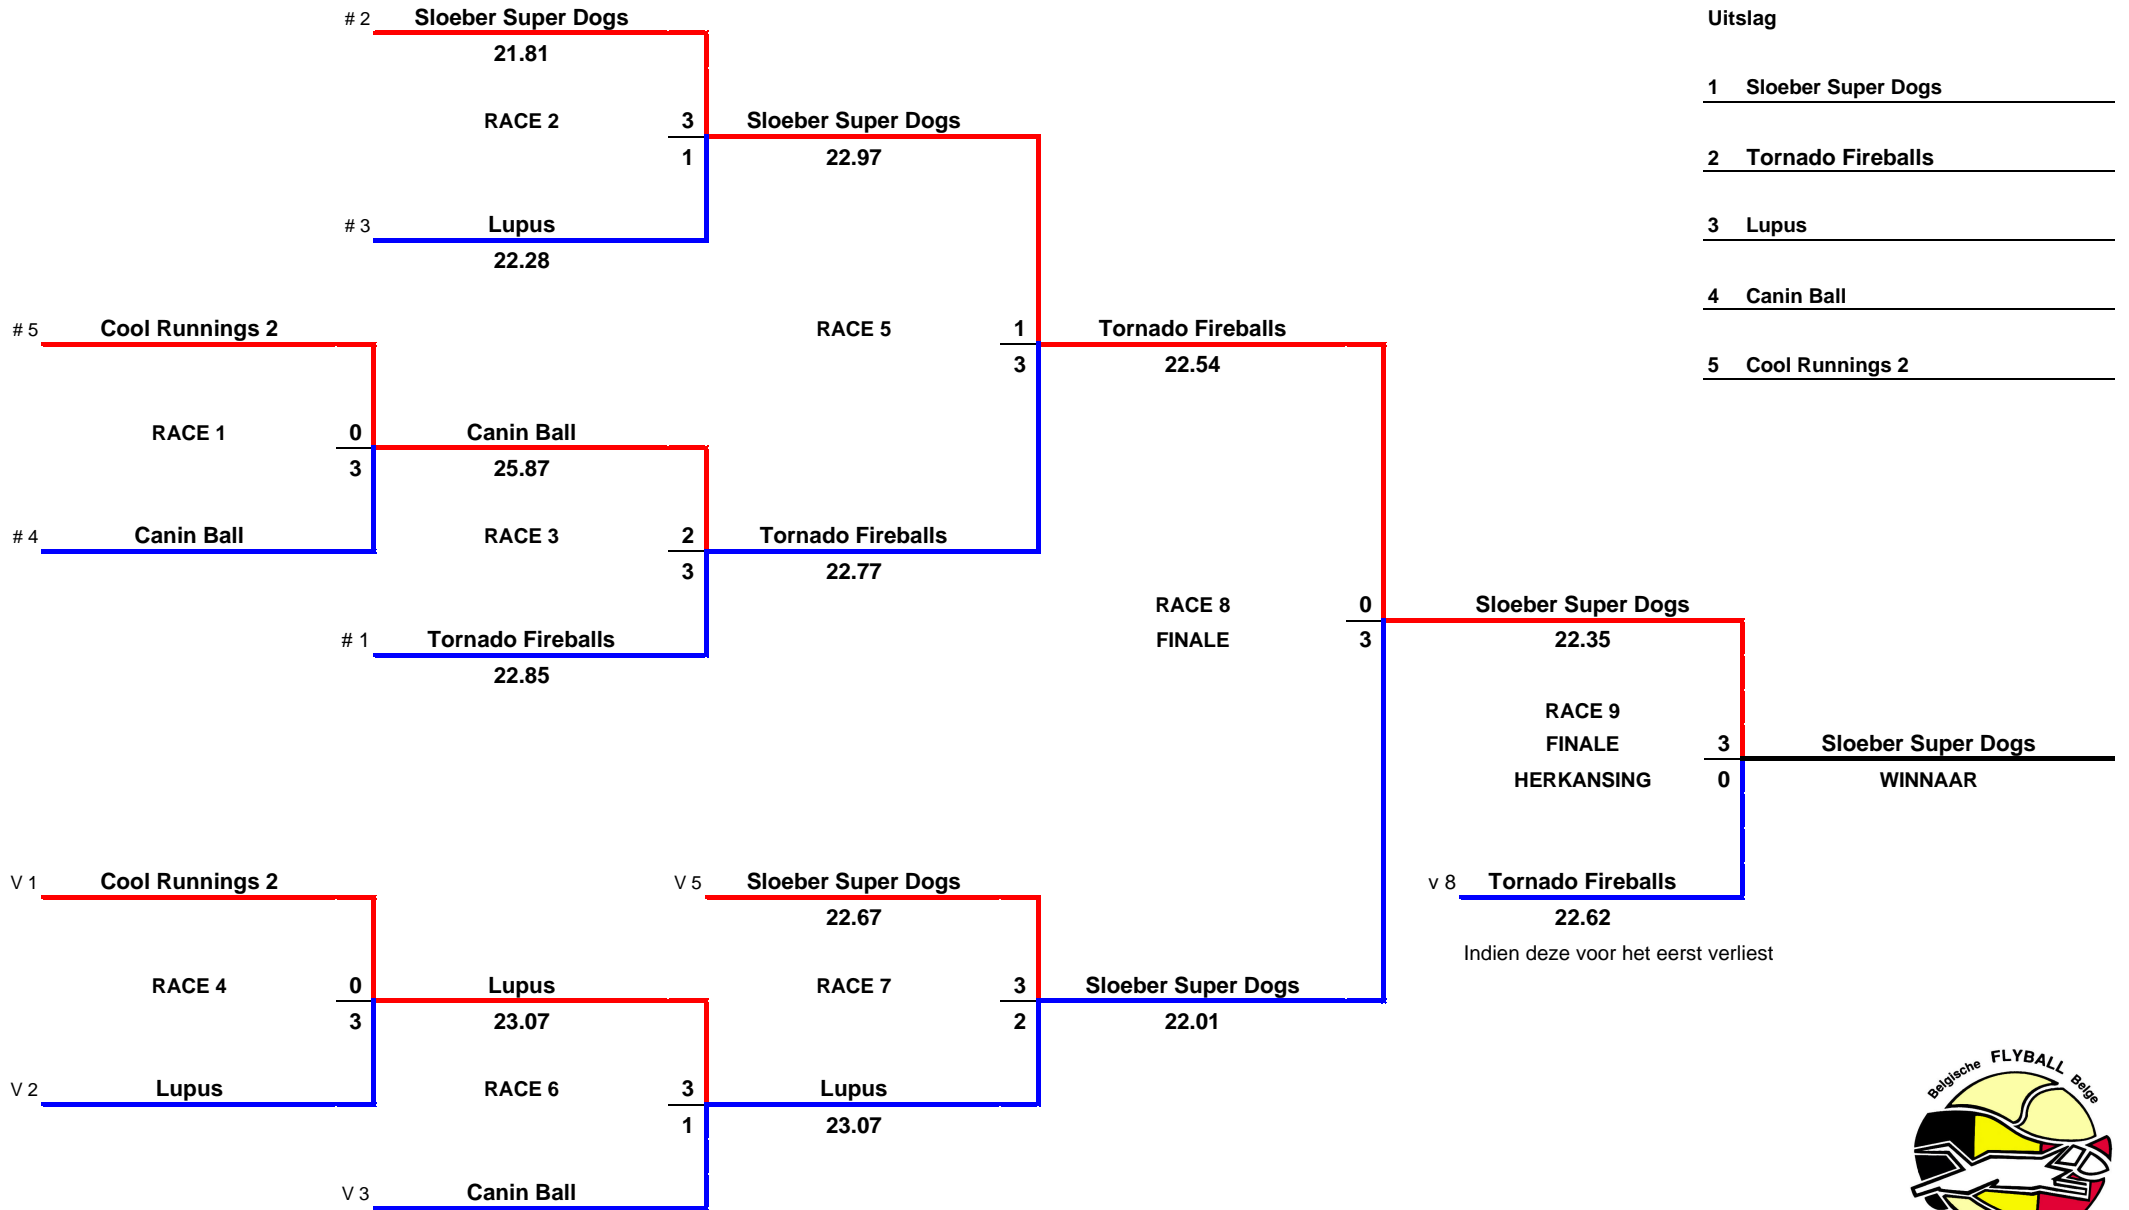 # 2 Sloeber Super Dogs
Uitslag
21.81
1 Sloeber Super Dogs
RACE 2 3 Sloeber Super Dogs
1 22.97
2 Tornado Fireballs
# 3 Lupus
3 Lupus
22.28
4 Canin Ball
# 5 Cool Runnings 2
RACE 5 1 Tornado Fireballs
3 22.54
5 Cool Runnings 2
RACE 1 0 Canin Ball
3 25.87
# 4 Canin Ball
RACE 3 2 Tornado Fireballs
3 22.77
RACE 8 0 Sloeber Super Dogs
# 1 Tornado Fireballs
FINALE 3 22.35
22.85
RACE 9
FINALE 3 Sloeber Super Dogs
HERKANSING 0 WINNAAR
V 1 Cool Runnings 2
V 5 Sloeber Super Dogs
v 8 Tornado Fireballs
22.67
22.62
Indien deze voor het eerst verliest
RACE 4 0 Lupus
RACE 7 3 Sloeber Super Dogs
3 23.07
2 22.01
Belgische FLYBALL Belge
V 2 Lupus
RACE 6 3 Lupus
1 23.07
V 3 Canin Ball